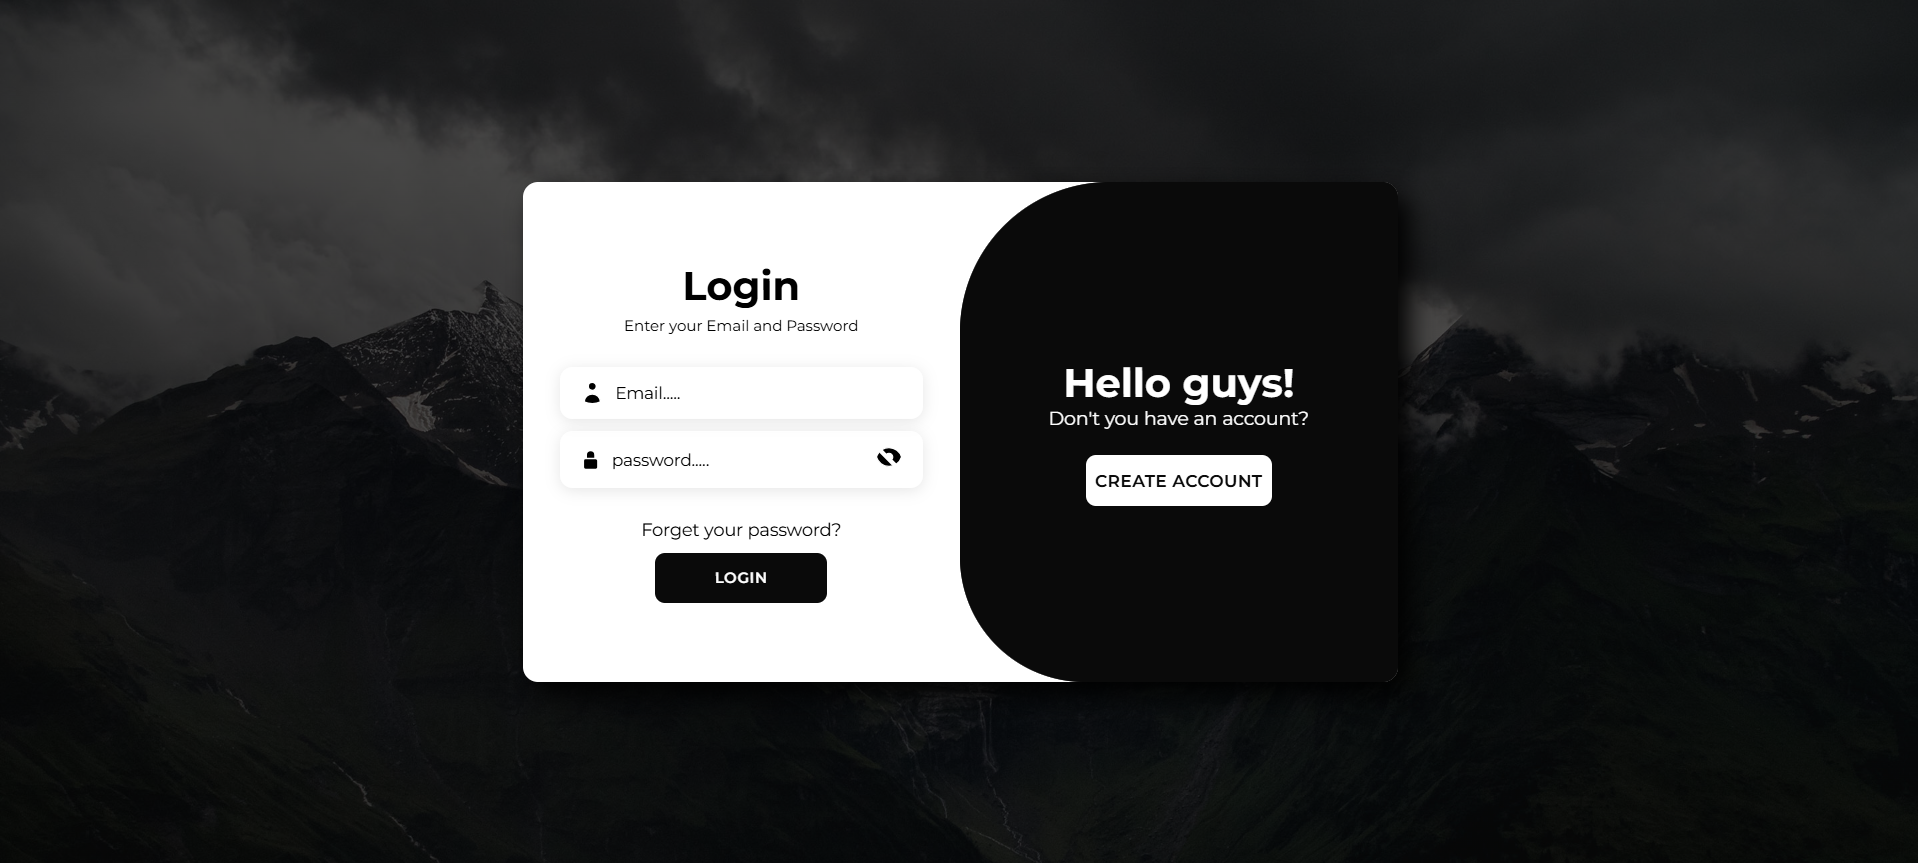 Login
Enter your Email and Password
Email.....
password.....
Forget your password?
LOGIN
Hello guys!
Don't you have an account?
CREATE ACCOUNT